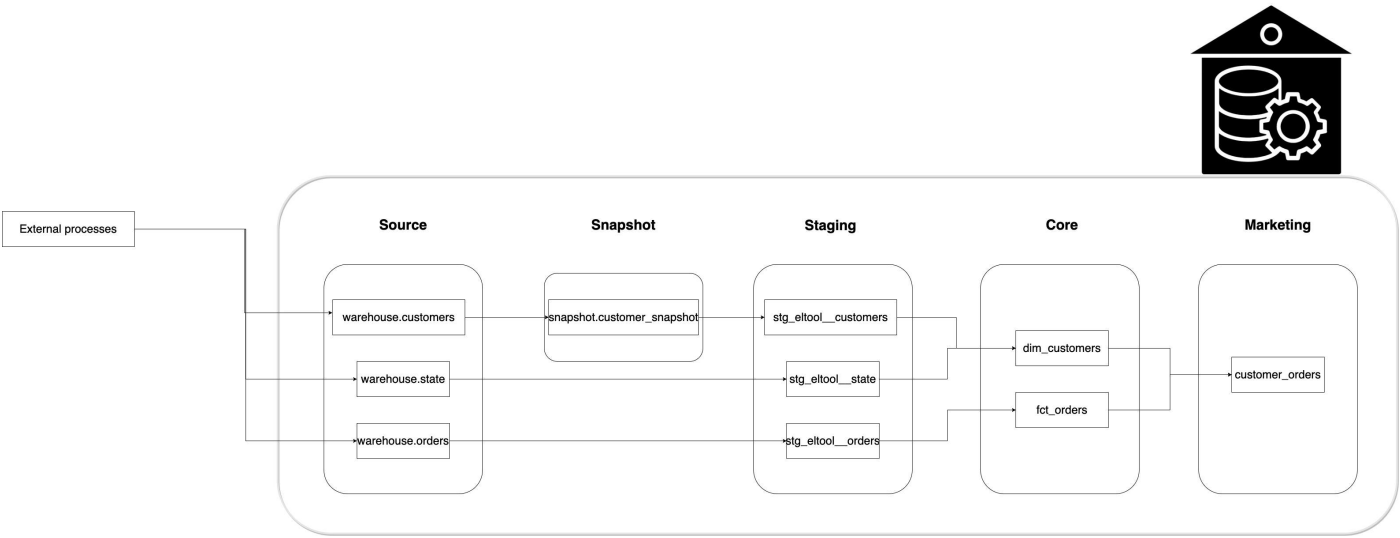 External processes
Source
Snapshot
Staging
Core
Marketing
warehouse.customers
snapshot.customer_snapshot
stg_eltool__customers
dim_customers
customer_orders
warehouse.state
stg_eltool__state
fct_orders
warehouse.orders
stg_eltool__orders